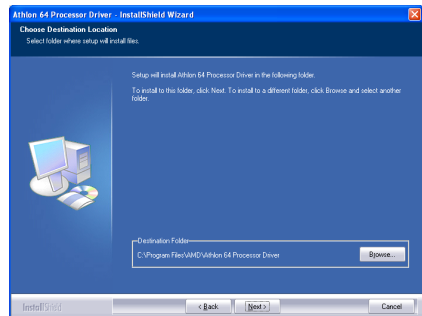 Athlon 64 Processor Driver - InstallShield Wizard
Choose Destination Location
Select folder where setup will install files.
Setup will install Athlon 64 Processor Driver in the following folder.
To install to this folder, click Next. To install to a different folder, click Browse and select another
folder.
Destination Folder
C:\Program Files\AMD\Athlon 64 Processor Driver
Browse...
InstallShield
< Back
Next >
Cancel